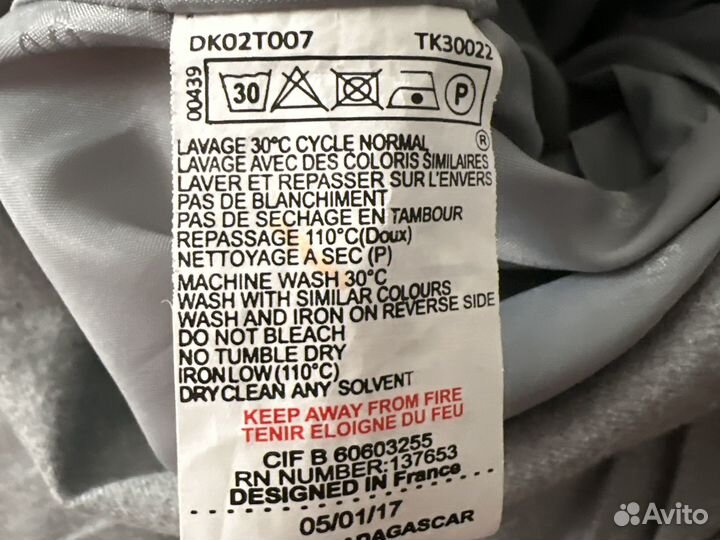 DK02T007 TK30022
00439
30 P
®
LAVAGE 30°C CYCLE NORMAL
LAVAGE AVEC DES COLORIS SIMILAIRES
LAVER ET REPASSER SUR L'ENVERS
PAS DE BLANCHIMENT
PAS DE SECHAGE EN TAMBOUR
REPASSAGE 110°C(Doux)
NETTOYAGE A SEC (P)
MACHINE WASH 30°C
WASH WITH SIMILAR COLOURS
WASH AND IRON ON REVERSE SIDE
DO NOT BLEACH
NO TUMBLE DRY
IRON LOW (110°C)
DRY CLEAN ANY SOLVENT
KEEP AWAY FROM FIRE
TENIR ELOIGNE DU FEU
CIF B 60603255
RN NUMBER:137653
DESIGNED IN France
05/01/17
MADAGASCAR
Avito